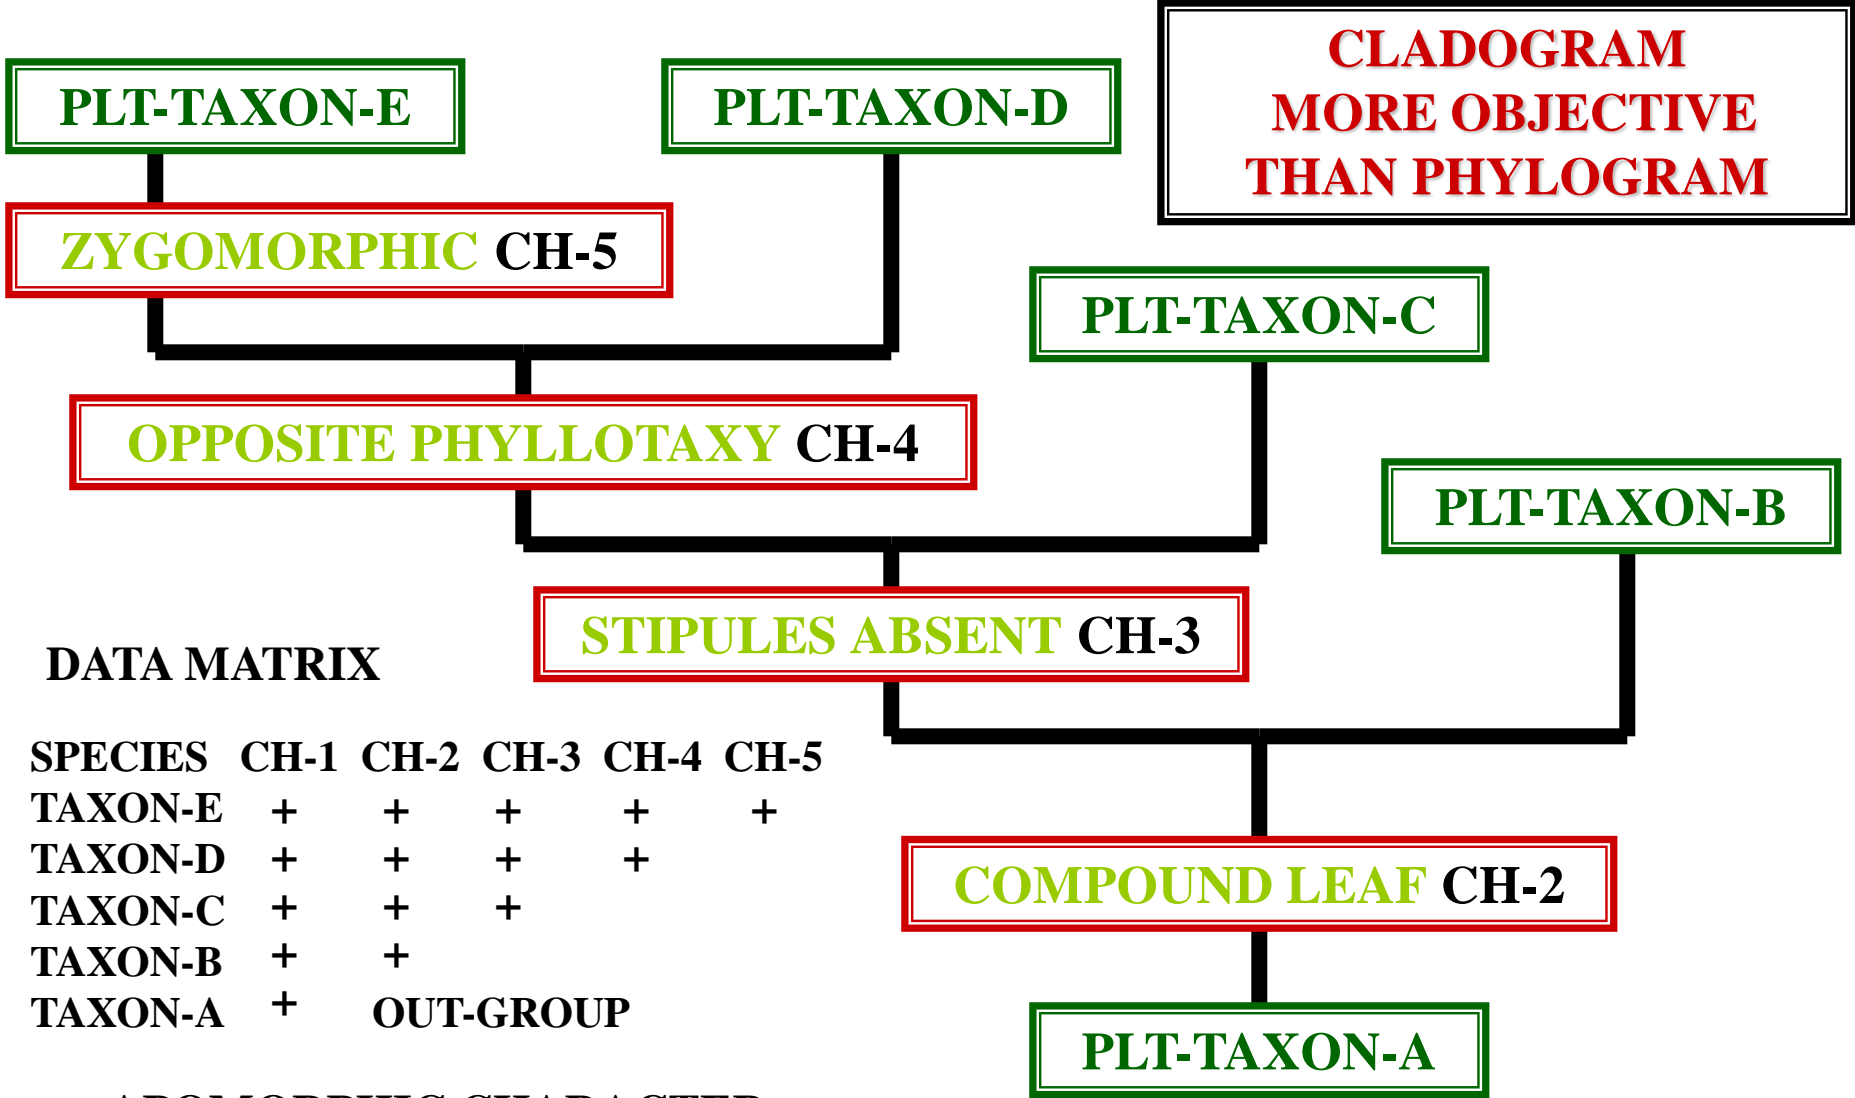 CLADOGRAM
MORE OBJECTIVE
THAN PHYLOGRAM
PLT-TAXON-E
PLT-TAXON-D
ZYGOMORPHIC CH-5
PLT-TAXON-C
OPPOSITE PHYLLOTAXY CH-4
PLT-TAXON-B
STIPULES ABSENT CH-3
COMPOUND LEAF CH-2
PLT-TAXON-A
DATA MATRIX
SPECIES CH-1 CH-2 CH-3 CH-4 CH-5
TAXON-E + + + + +
TAXON-D + + + +
TAXON-C + + +
TAXON-B + +
TAXON-A + OUT-GROUP
APOMORPHIC CHARACTER